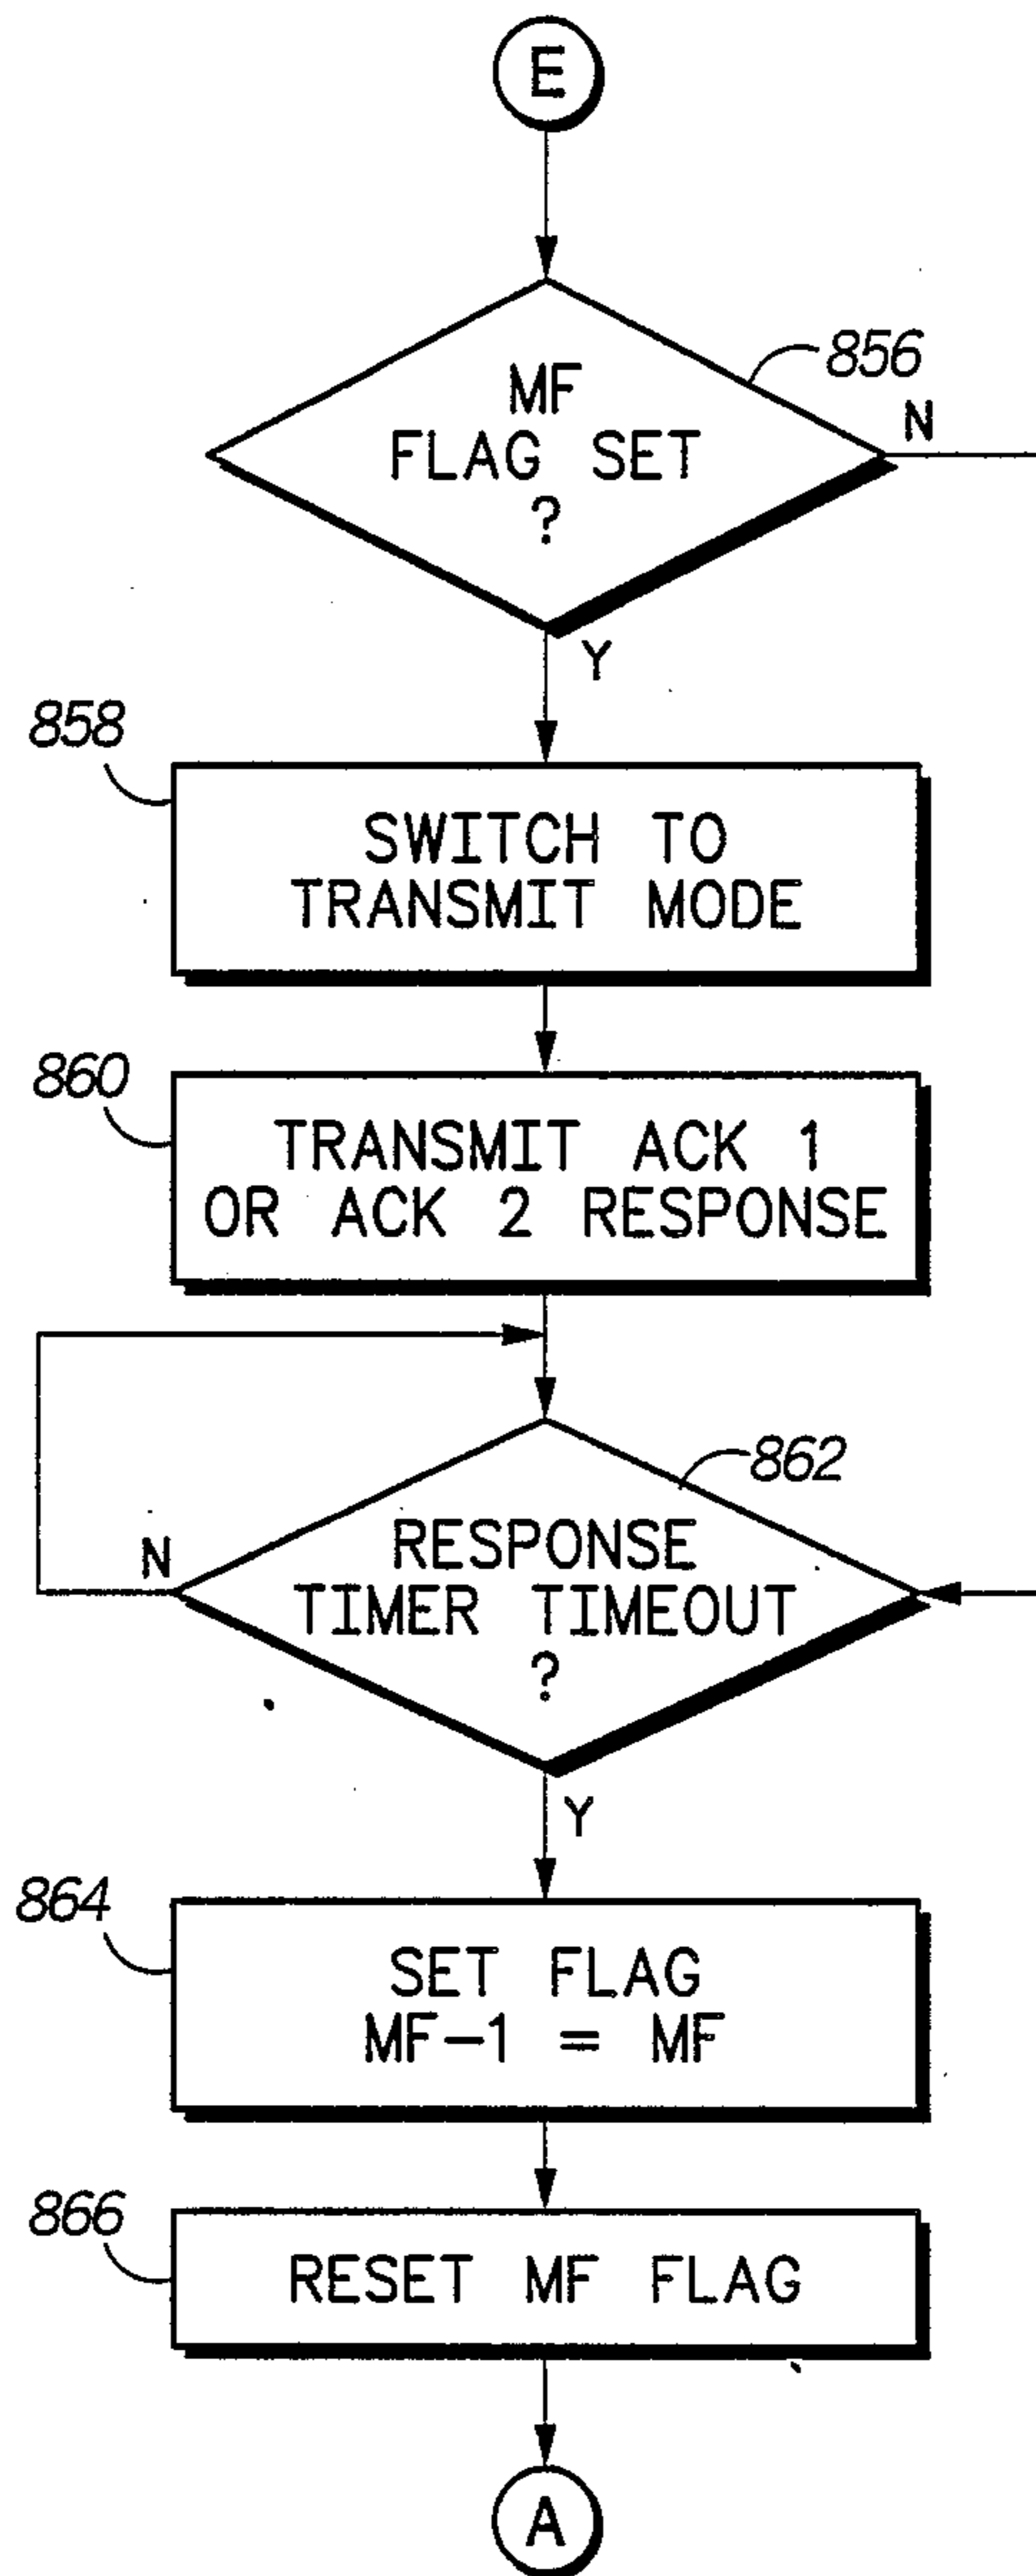 E
856
MF
FLAG SET
?
N
Y
858
SWITCH TO
TRANSMIT MODE
860
TRANSMIT ACK 1
OR ACK 2 RESPONSE
862
RESPONSE
TIMER TIMEOUT
?
N
Y
864
SET FLAG
MF-1 = MF
866
RESET MF FLAG
A